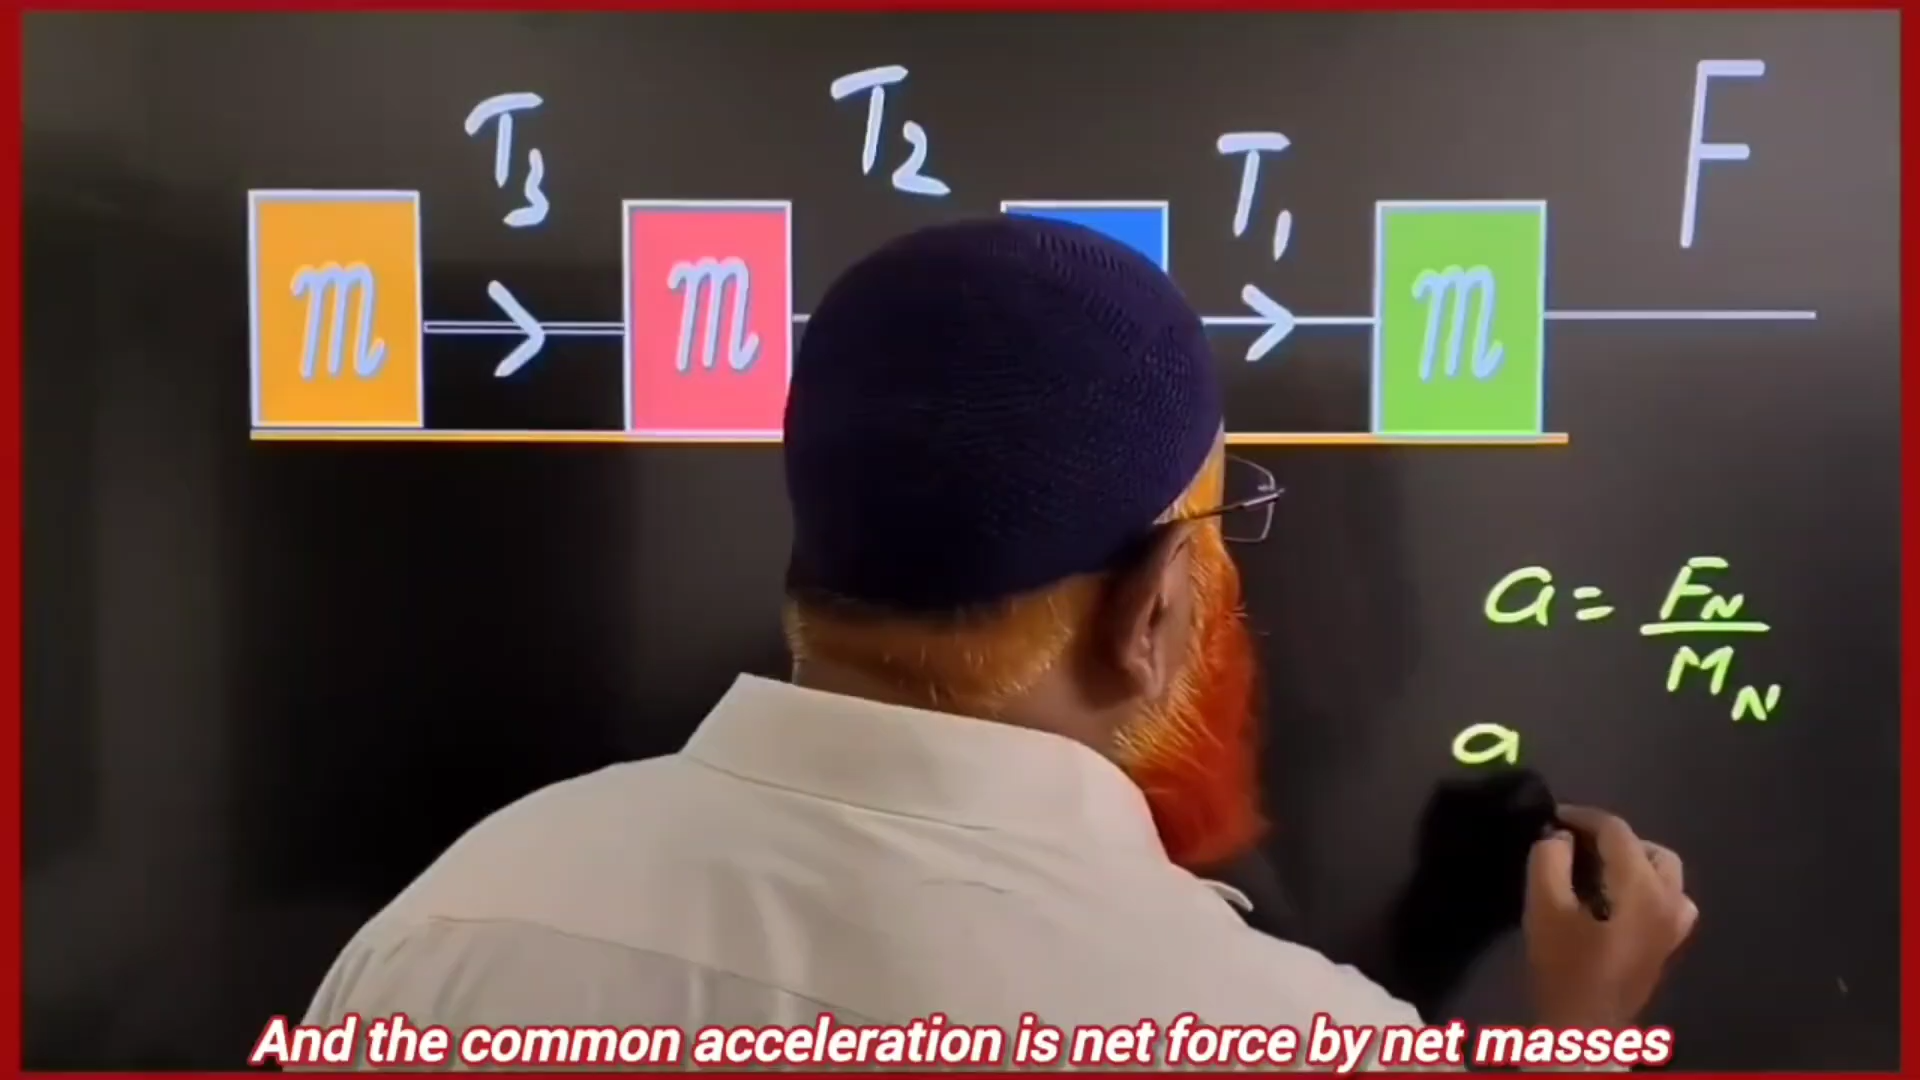 T3 T2 T1 F
m m m
a = FN / MN
a
And the common acceleration is net force by net masses